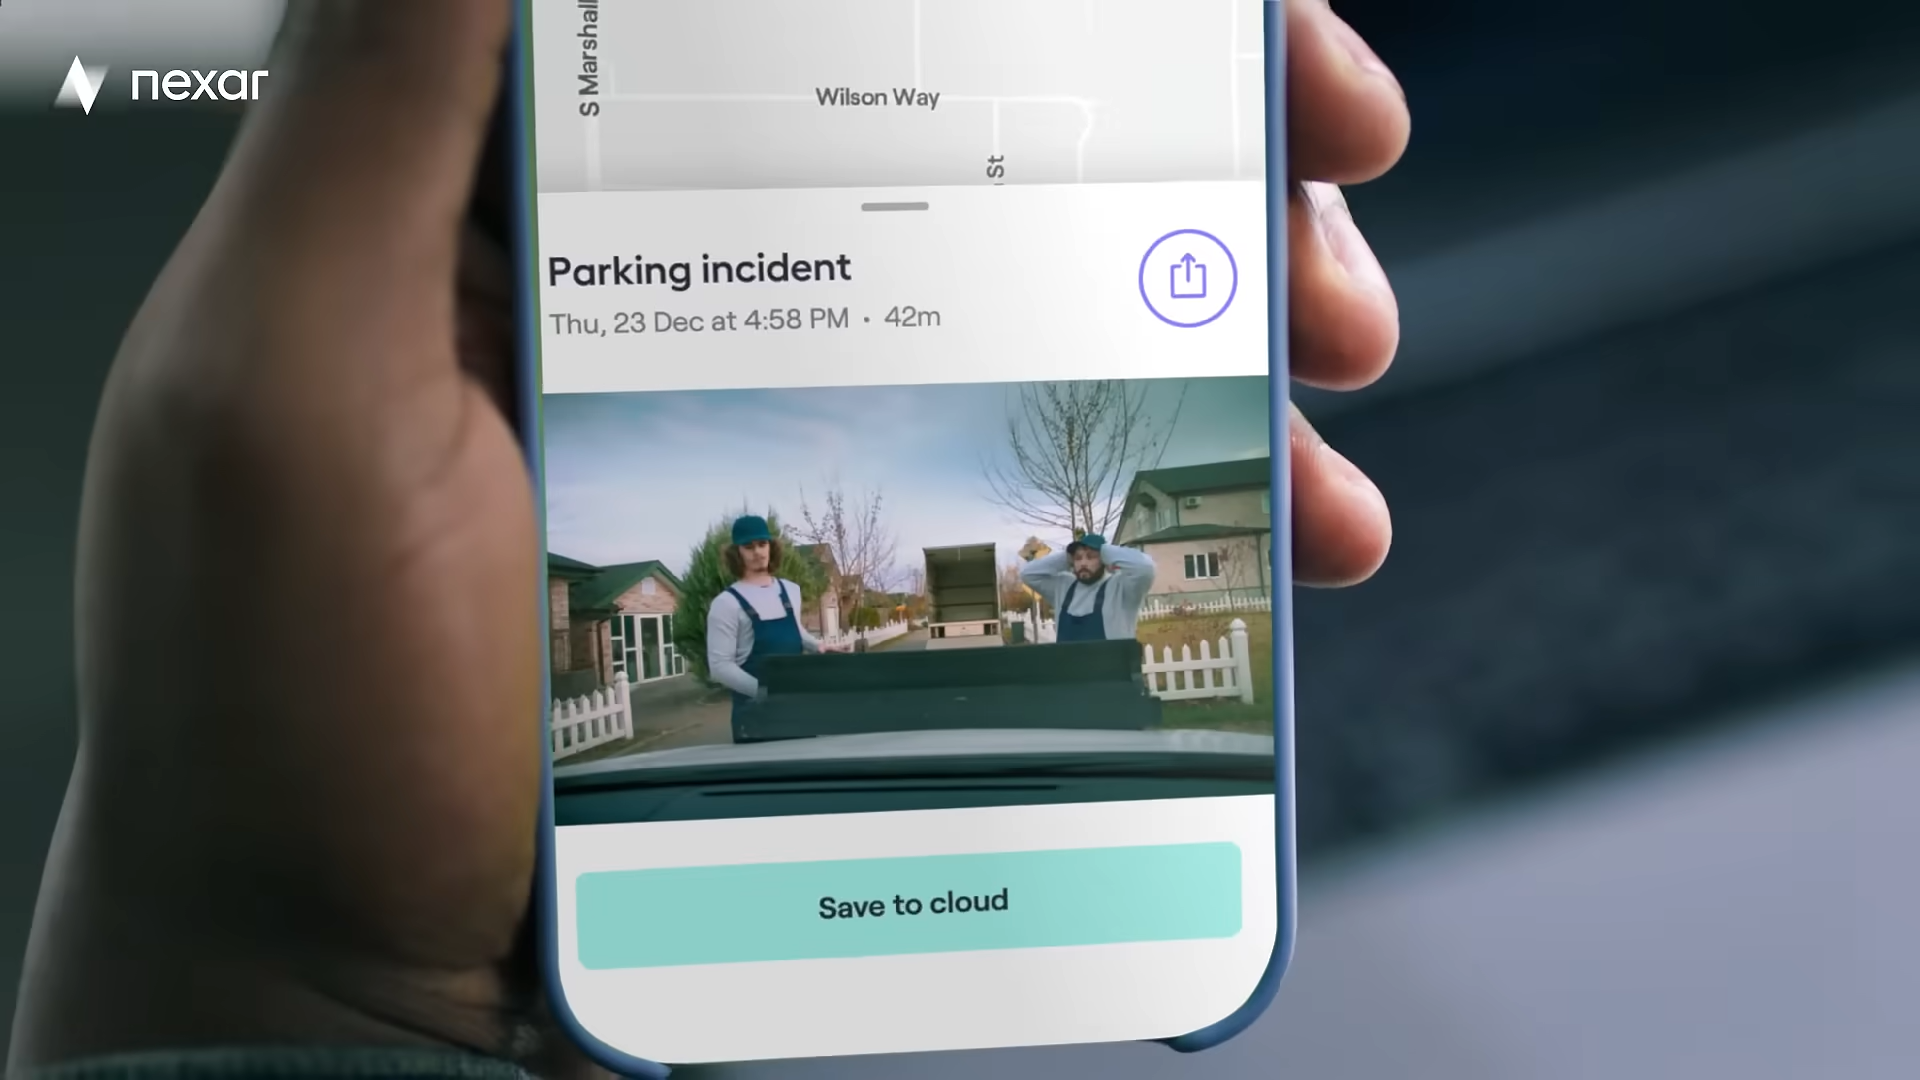 nexar
S Marshall
Wilson Way
St
Parking incident
Thu, 23 Dec at 4:58 PM • 42m
Save to cloud